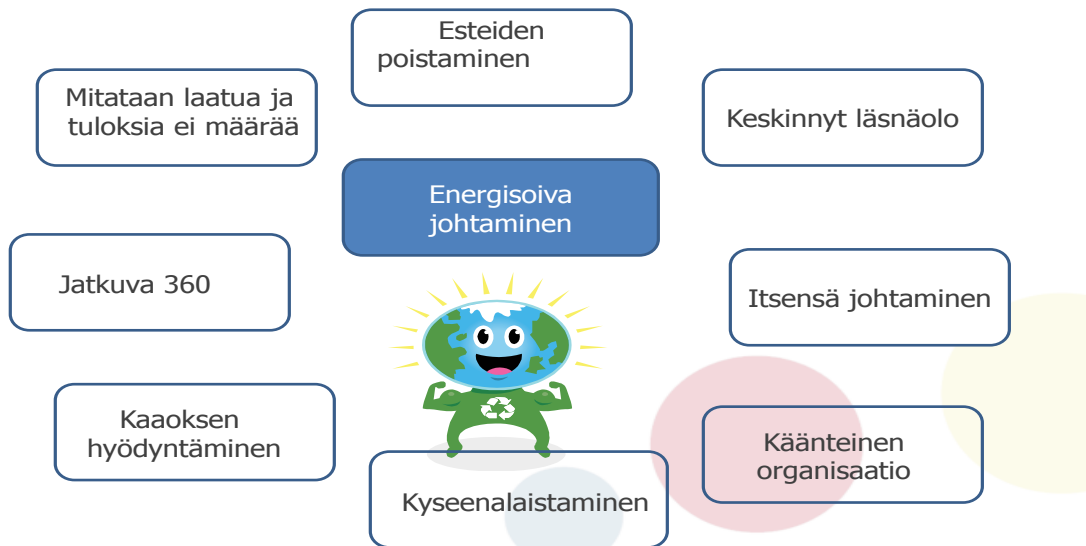 Esteiden
poistaminen
Mitataan laatua ja
tuloksia ei määrää
Keskinnyt läsnäolo
Energisoiva
johtaminen
Jatkuva 360
Itsensä johtaminen
Kaaoksen
hyödyntäminen
Käänteinen
organisaatio
Kyseenalaistaminen